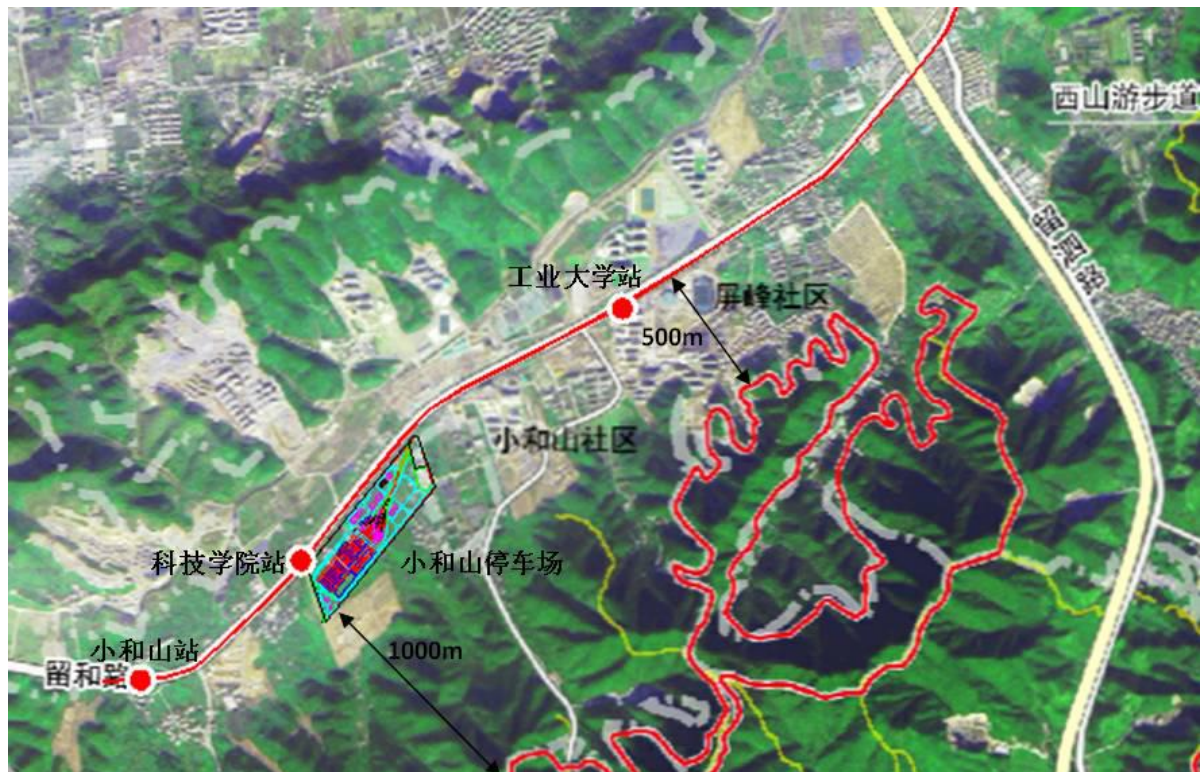 西山游步道
留泗路
工业大学站
屏峰社区
500m
小和山社区
科技学院站
小和山停车场
小和山站
1000m
留和路